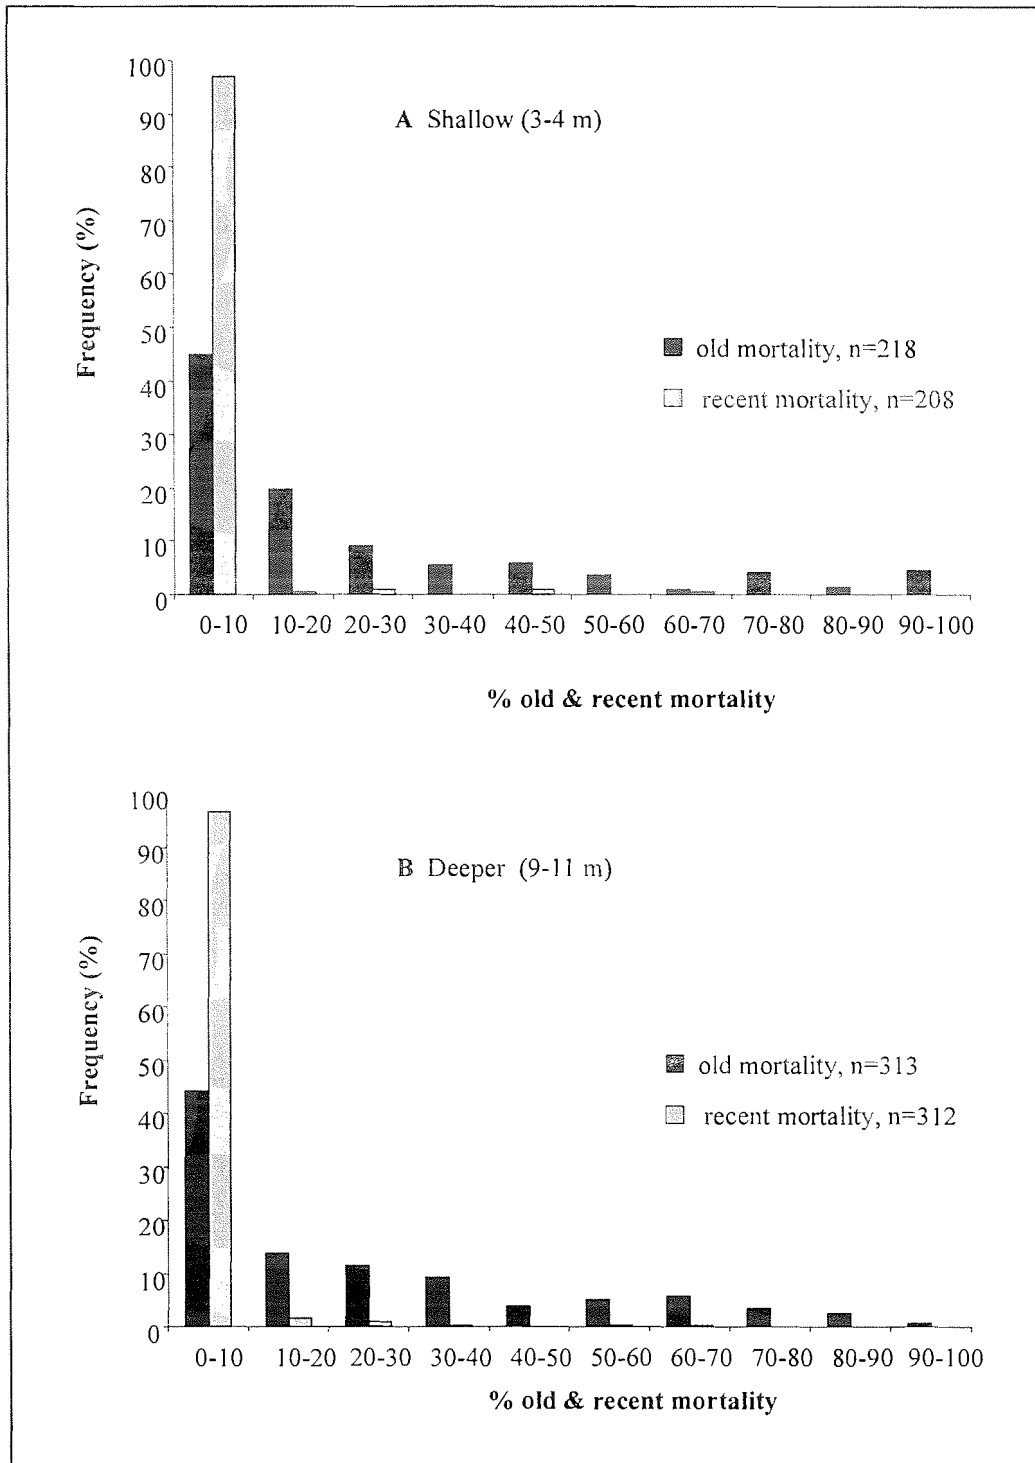 100
A Shallow (3-4 m)
90
80
70
60
50
40
30
20
10
0
Frequency (%)
old mortality, n=218
recent mortality, n=208
0-10 10-20 20-30 30-40 40-50 50-60 60-70 70-80 80-90 90-100
% old & recent mortality
100
B Deeper (9-11 m)
90
80
70
60
50
40
30
20
10
0
Frequency (%)
old mortality, n=313
recent mortality, n=312
0-10 10-20 20-30 30-40 40-50 50-60 60-70 70-80 80-90 90-100
% old & recent mortality